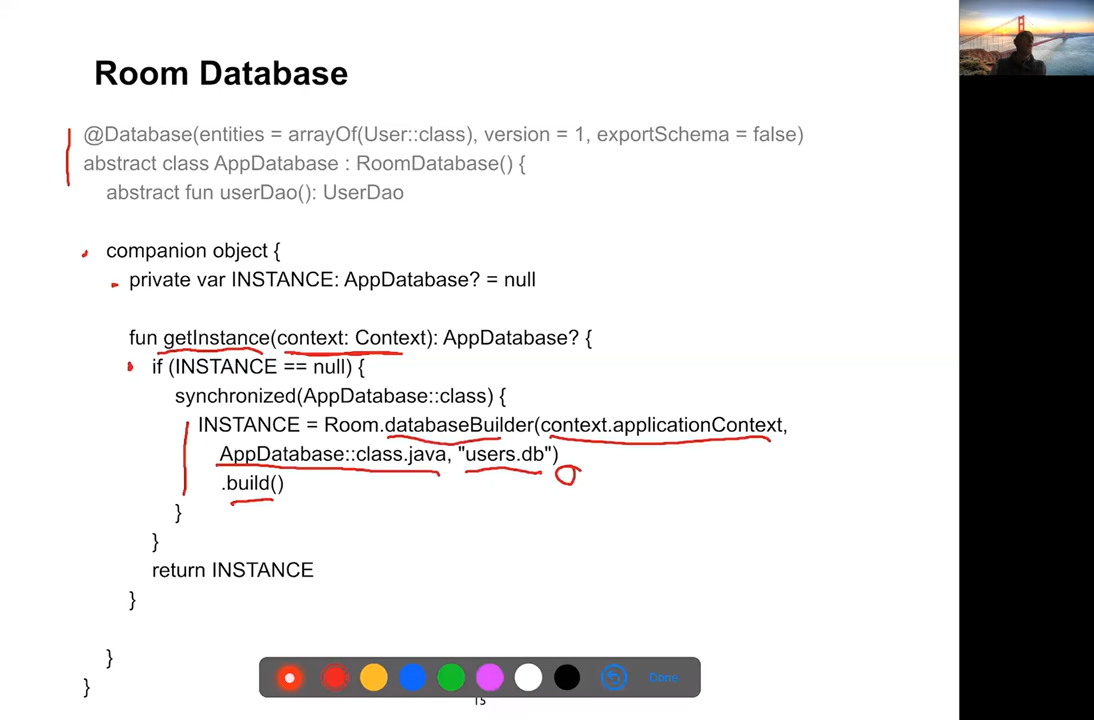 Room Database
@Database(entities = arrayOf(User::class), version = 1, exportSchema = false)
abstract class AppDatabase : RoomDatabase() {
abstract fun userDao(): UserDao
companion object {
private var INSTANCE: AppDatabase? = null
fun getInstance(context: Context): AppDatabase? {
if (INSTANCE == null) {
synchronized(AppDatabase::class) {
INSTANCE = Room.databaseBuilder(context.applicationContext,
AppDatabase::class.java, "users.db")
.build()
}
}
return INSTANCE
}
}
}
Done
15